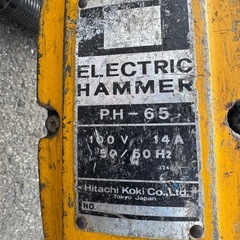 ELECTRIC
HAMMER
PH-65
100V 14A
50/60Hz
Hitachi Koki Co., Ltd.
Tokyo Japan
NO.